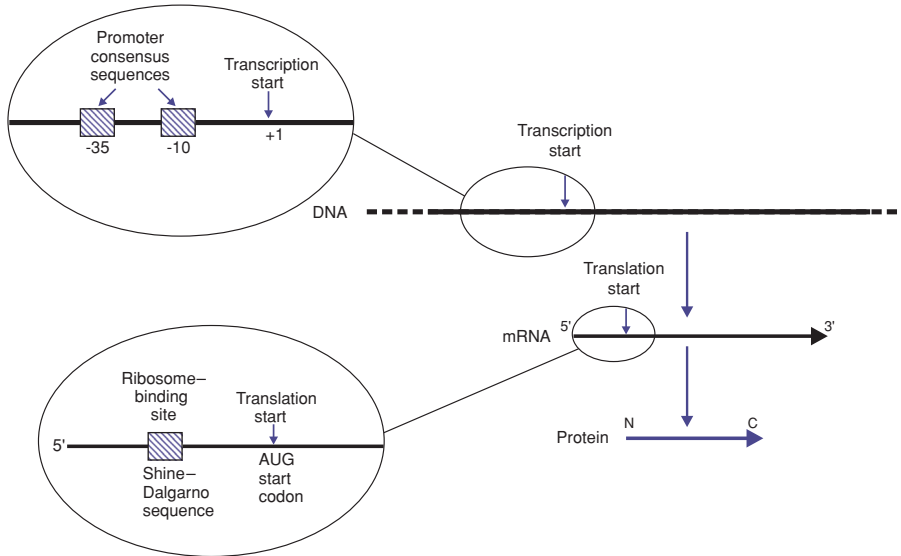 Promoter
consensus
sequences
Transcription
start
-35
-10
+1
Transcription
start
DNA
Translation
start
5'
3'
mRNA
Ribosome–
binding
site
Translation
start
5'
AUG
start
codon
Shine–
Dalgarno
sequence
N
C
Protein